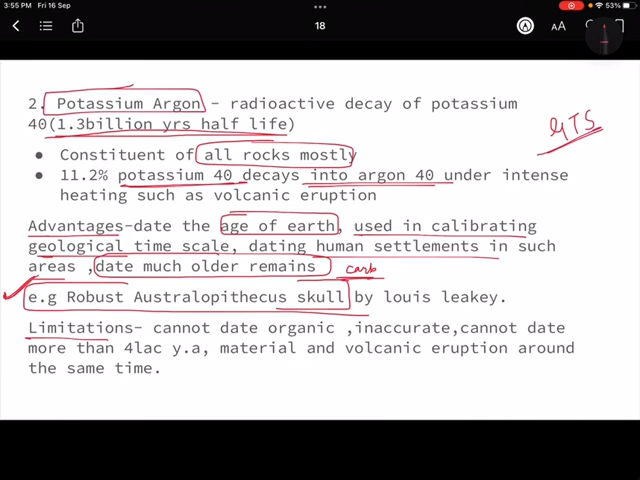 3:55 PM Fri 16 Sep
53%
18
AA
2. Potassium Argon - radioactive decay of potassium
40(1.3billion yrs half life)
GTS
● Constituent of all rocks mostly
● 11.2% potassium 40 decays into argon 40 under intense
heating such as volcanic eruption
Advantages-date the age of earth, used in calibrating
geological time scale, dating human settlements in such
areas ,date much older remains carb
e.g Robust Australopithecus skull by louis leakey.
Limitations- cannot date organic ,inaccurate,cannot date
more than 4lac y.a, material and volcanic eruption around
the same time.